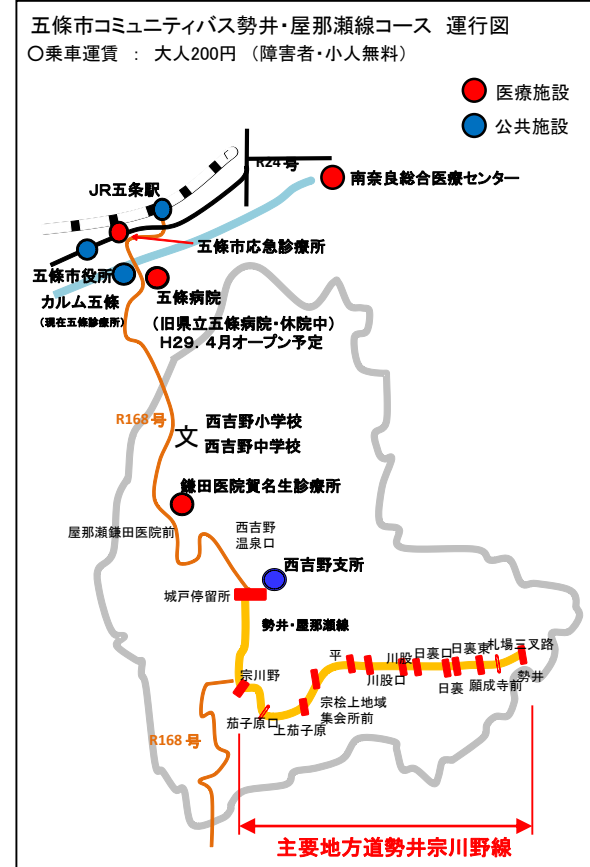 五條市コミュニティバス勢井・屋那瀬線コース 運行図
〇乗車運賃 : 大人200円 (障害者・小人無料)
医療施設
公共施設
R24号
南奈良総合医療センター
JR五条駅
五條市応急診療所
五條市役所
カルム五條
(現在五條診療所)
五條病院
(旧県立五條病院・休院中)
H29.4月オープン予定
R168号
文
西吉野小学校
西吉野中学校
鎌田医院賀名生診療所
屋那瀬鎌田医院前
西吉野
温泉口
西吉野支所
城戸停留所
勢井・屋那瀬線
宗川野
茄子原口
上茄子原
宗桧上地域
集会所前
平
川股口
川股
日裏口
日裏
日裏東
願成寺前
札場三叉路
勢井
R168号
主要地方道勢井宗川野線